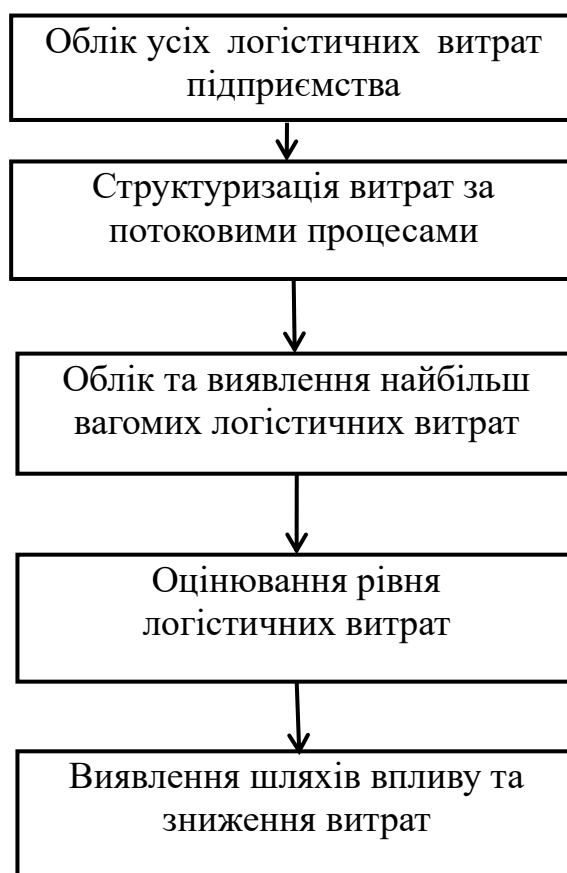 Облік усіх логістичних витрат
підприємства
Структуризація витрат за
потоковими процесами
Облік та виявлення найбільш
вагомих логістичних витрат
Оцінювання рівня
логістичних витрат
Виявлення шляхів впливу та
зниження витрат